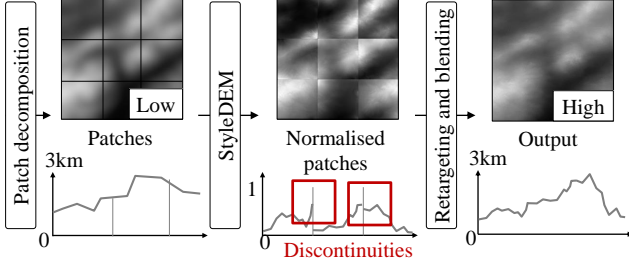 Patch decomposition
Low
Patches
3km
0
StyleDEM
Normalised
patches
1
0
Discontinuities
Retargeting and blending
High
Output
3km
0